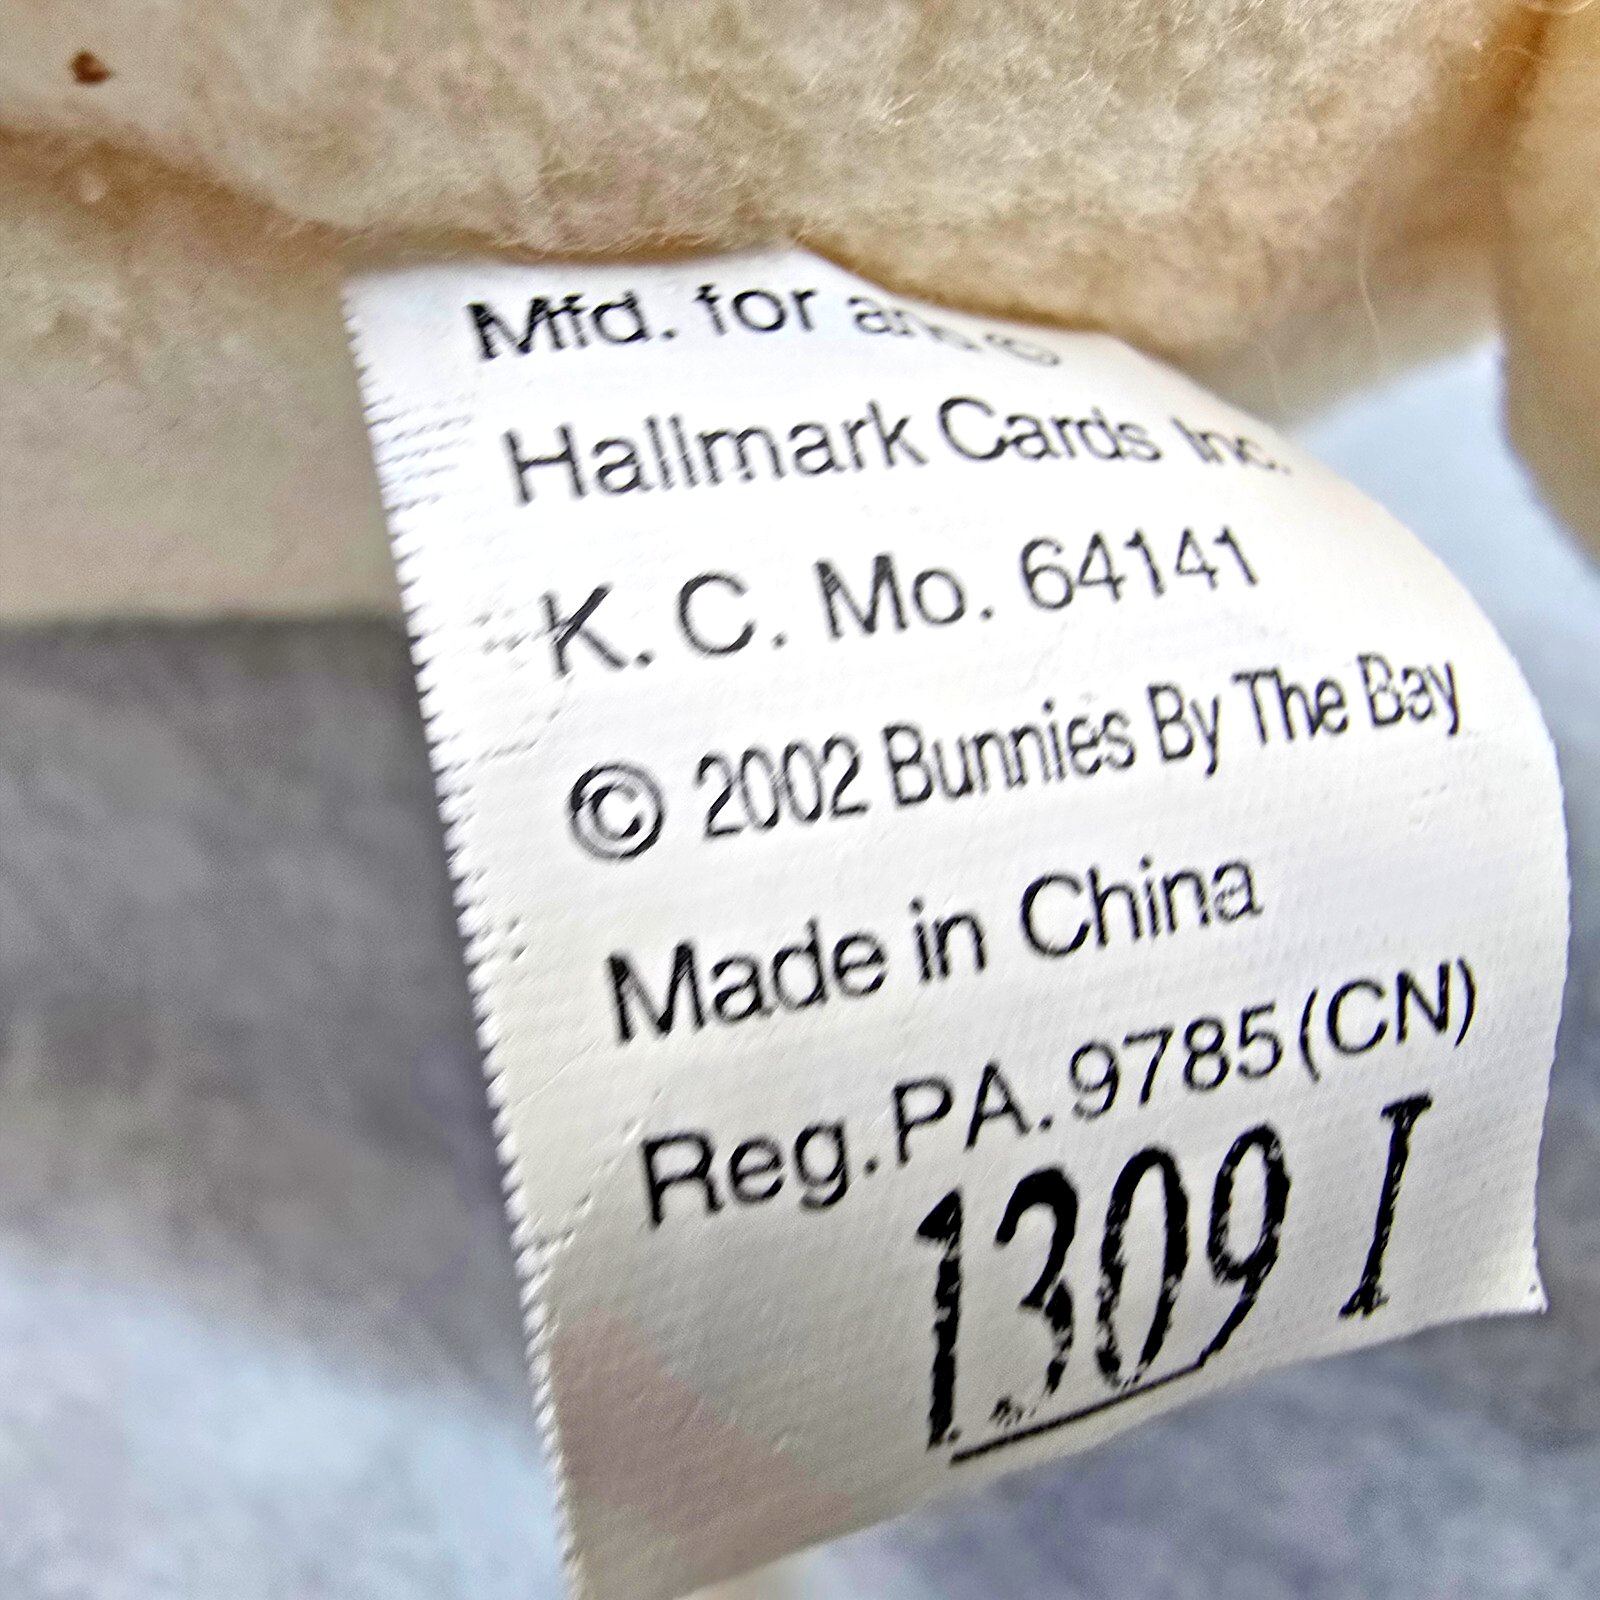 Mfd. for and ©
Hallmark Cards Inc.
K. C. Mo. 64141
© 2002 Bunnies By The Bay
Made in China
Reg.PA.9785(CN)
1309 I